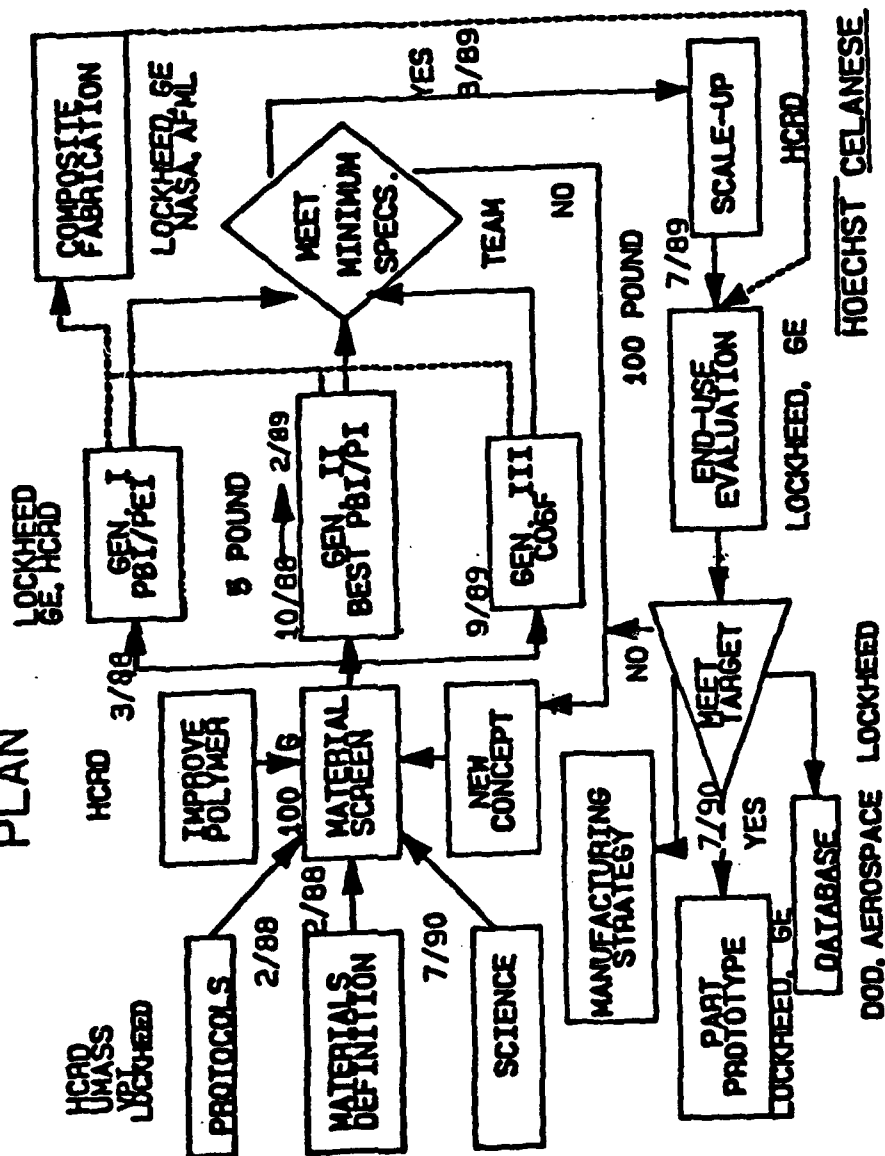 PLAN
HCRD
UMASS
VPI
LOCKHEED
HCRD
LOCKHEED
GE, HCRD
PROTOCOLS
2/88
MATERIALS
DEFINITION
2/88
SCIENCE
7/90
IMPROVE
POLYMER
100 G
MATERIAL
SCREEN
NEW
CONCEPT
3/88
GEN. I
PBI/PEI
5 POUND
10/88
2/89
GEN. II
BEST PBI/PI
9/89
GEN. III
CO6F
COMPOSITE
FABRICATION
LOCKHEED, GE
NASA, AFML
MEET
MINIMUM
SPECS.
TEAM
YES
3/89
NO
SCALE-UP
HCRD
7/89
100 POUND
END-USE
EVALUATION
LOCKHEED, GE
MEET
TARGET
NO
MANUFACTURING
STRATEGY
7/90
YES
PART
PROTOTYPE
LOCKHEED, GE
DATABASE
DOD, AEROSPACE LOCKHEED
HOECHST CELANESE